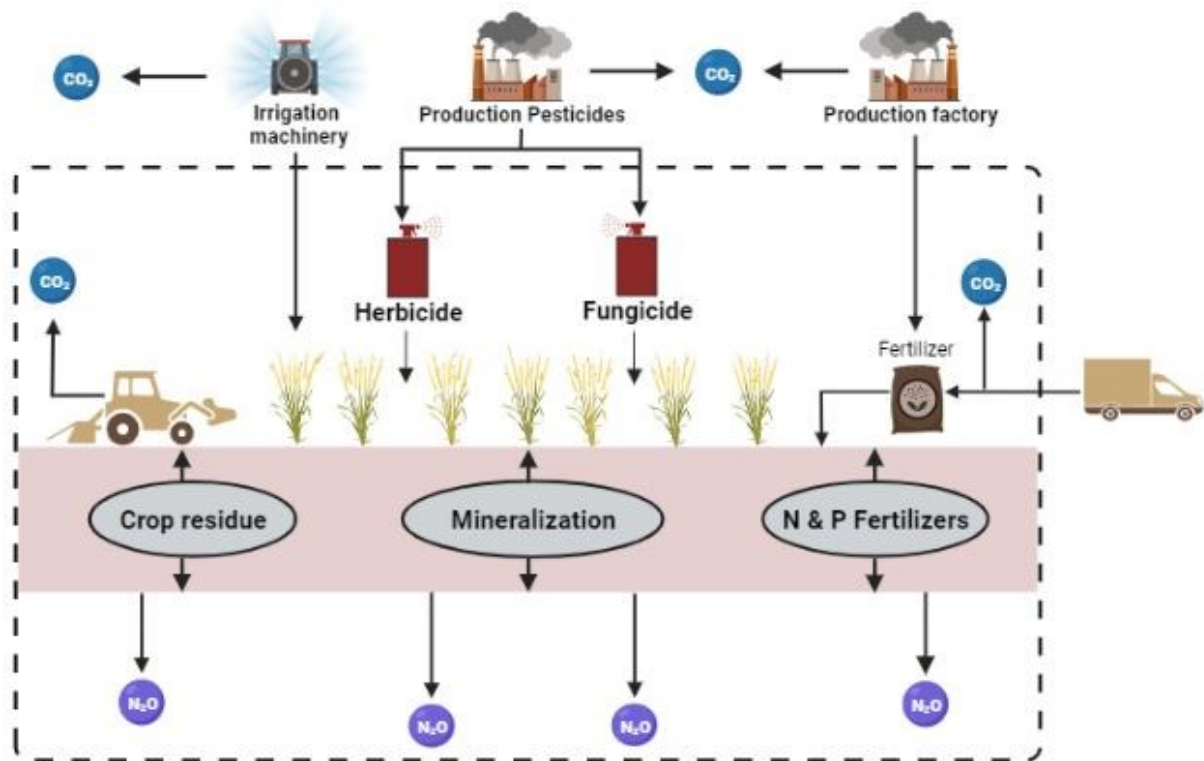 CO₂
CO₂
Irrigation
machinery
Production Pesticides
Production factory
CO₂
CO₂
Herbicide
Fungicide
Fertilizer
Crop residue
Mineralization
N & P Fertilizers
N₂O
N₂O
N₂O
N₂O